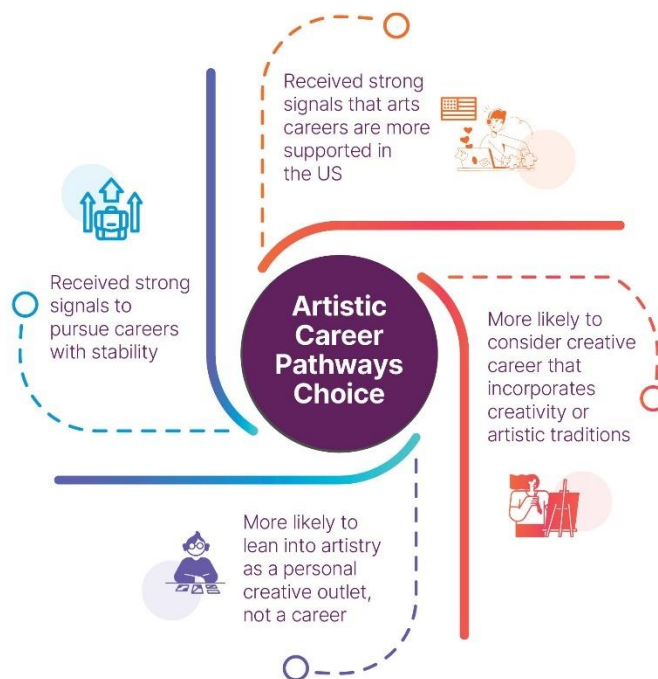 Received strong
signals that arts
careers are more
supported in
the US
Received strong
signals to
pursue careers
with stability
Artistic
Career
Pathways
Choice
More likely to
consider creative
career that
incorporates
creativity or
artistic traditions
More likely to
lean into artistry
as a personal
creative outlet,
not a career